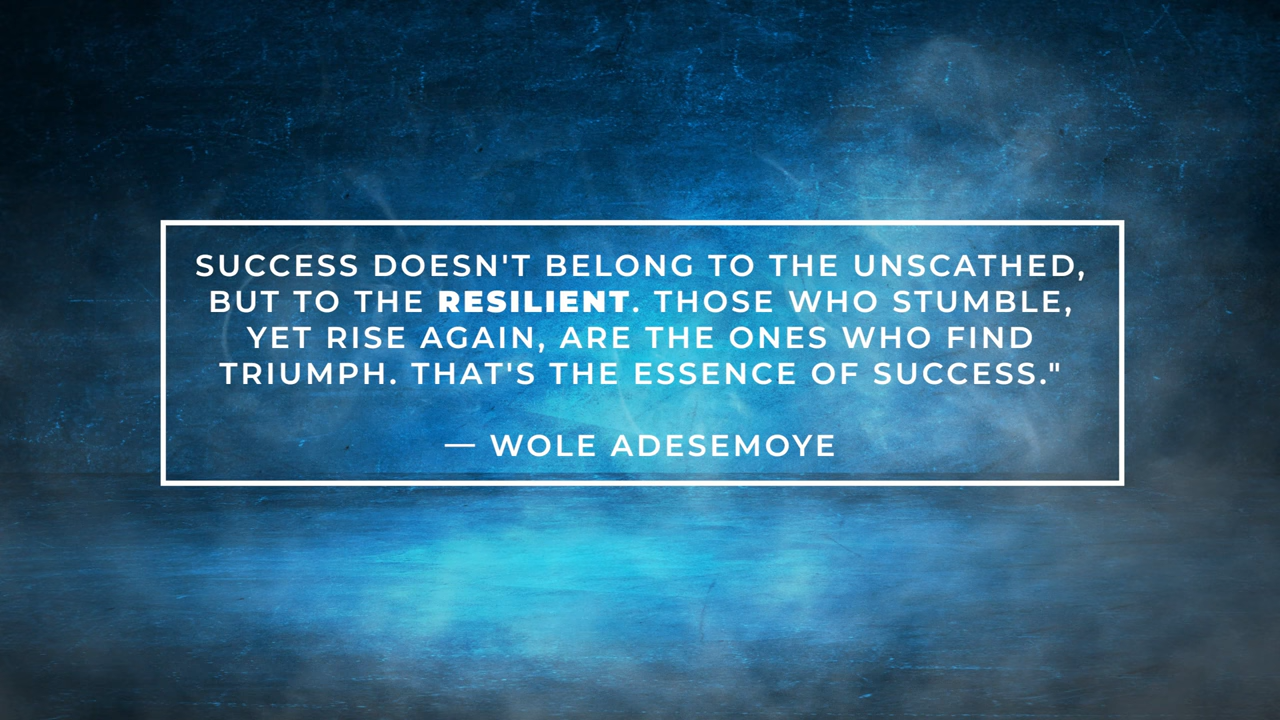 SUCCESS DOESN'T BELONG TO THE UNSCATHED,
BUT TO THE RESILIENT. THOSE WHO STUMBLE,
YET RISE AGAIN, ARE THE ONES WHO FIND
TRIUMPH. THAT'S THE ESSENCE OF SUCCESS."
— WOLE ADESEMOYE